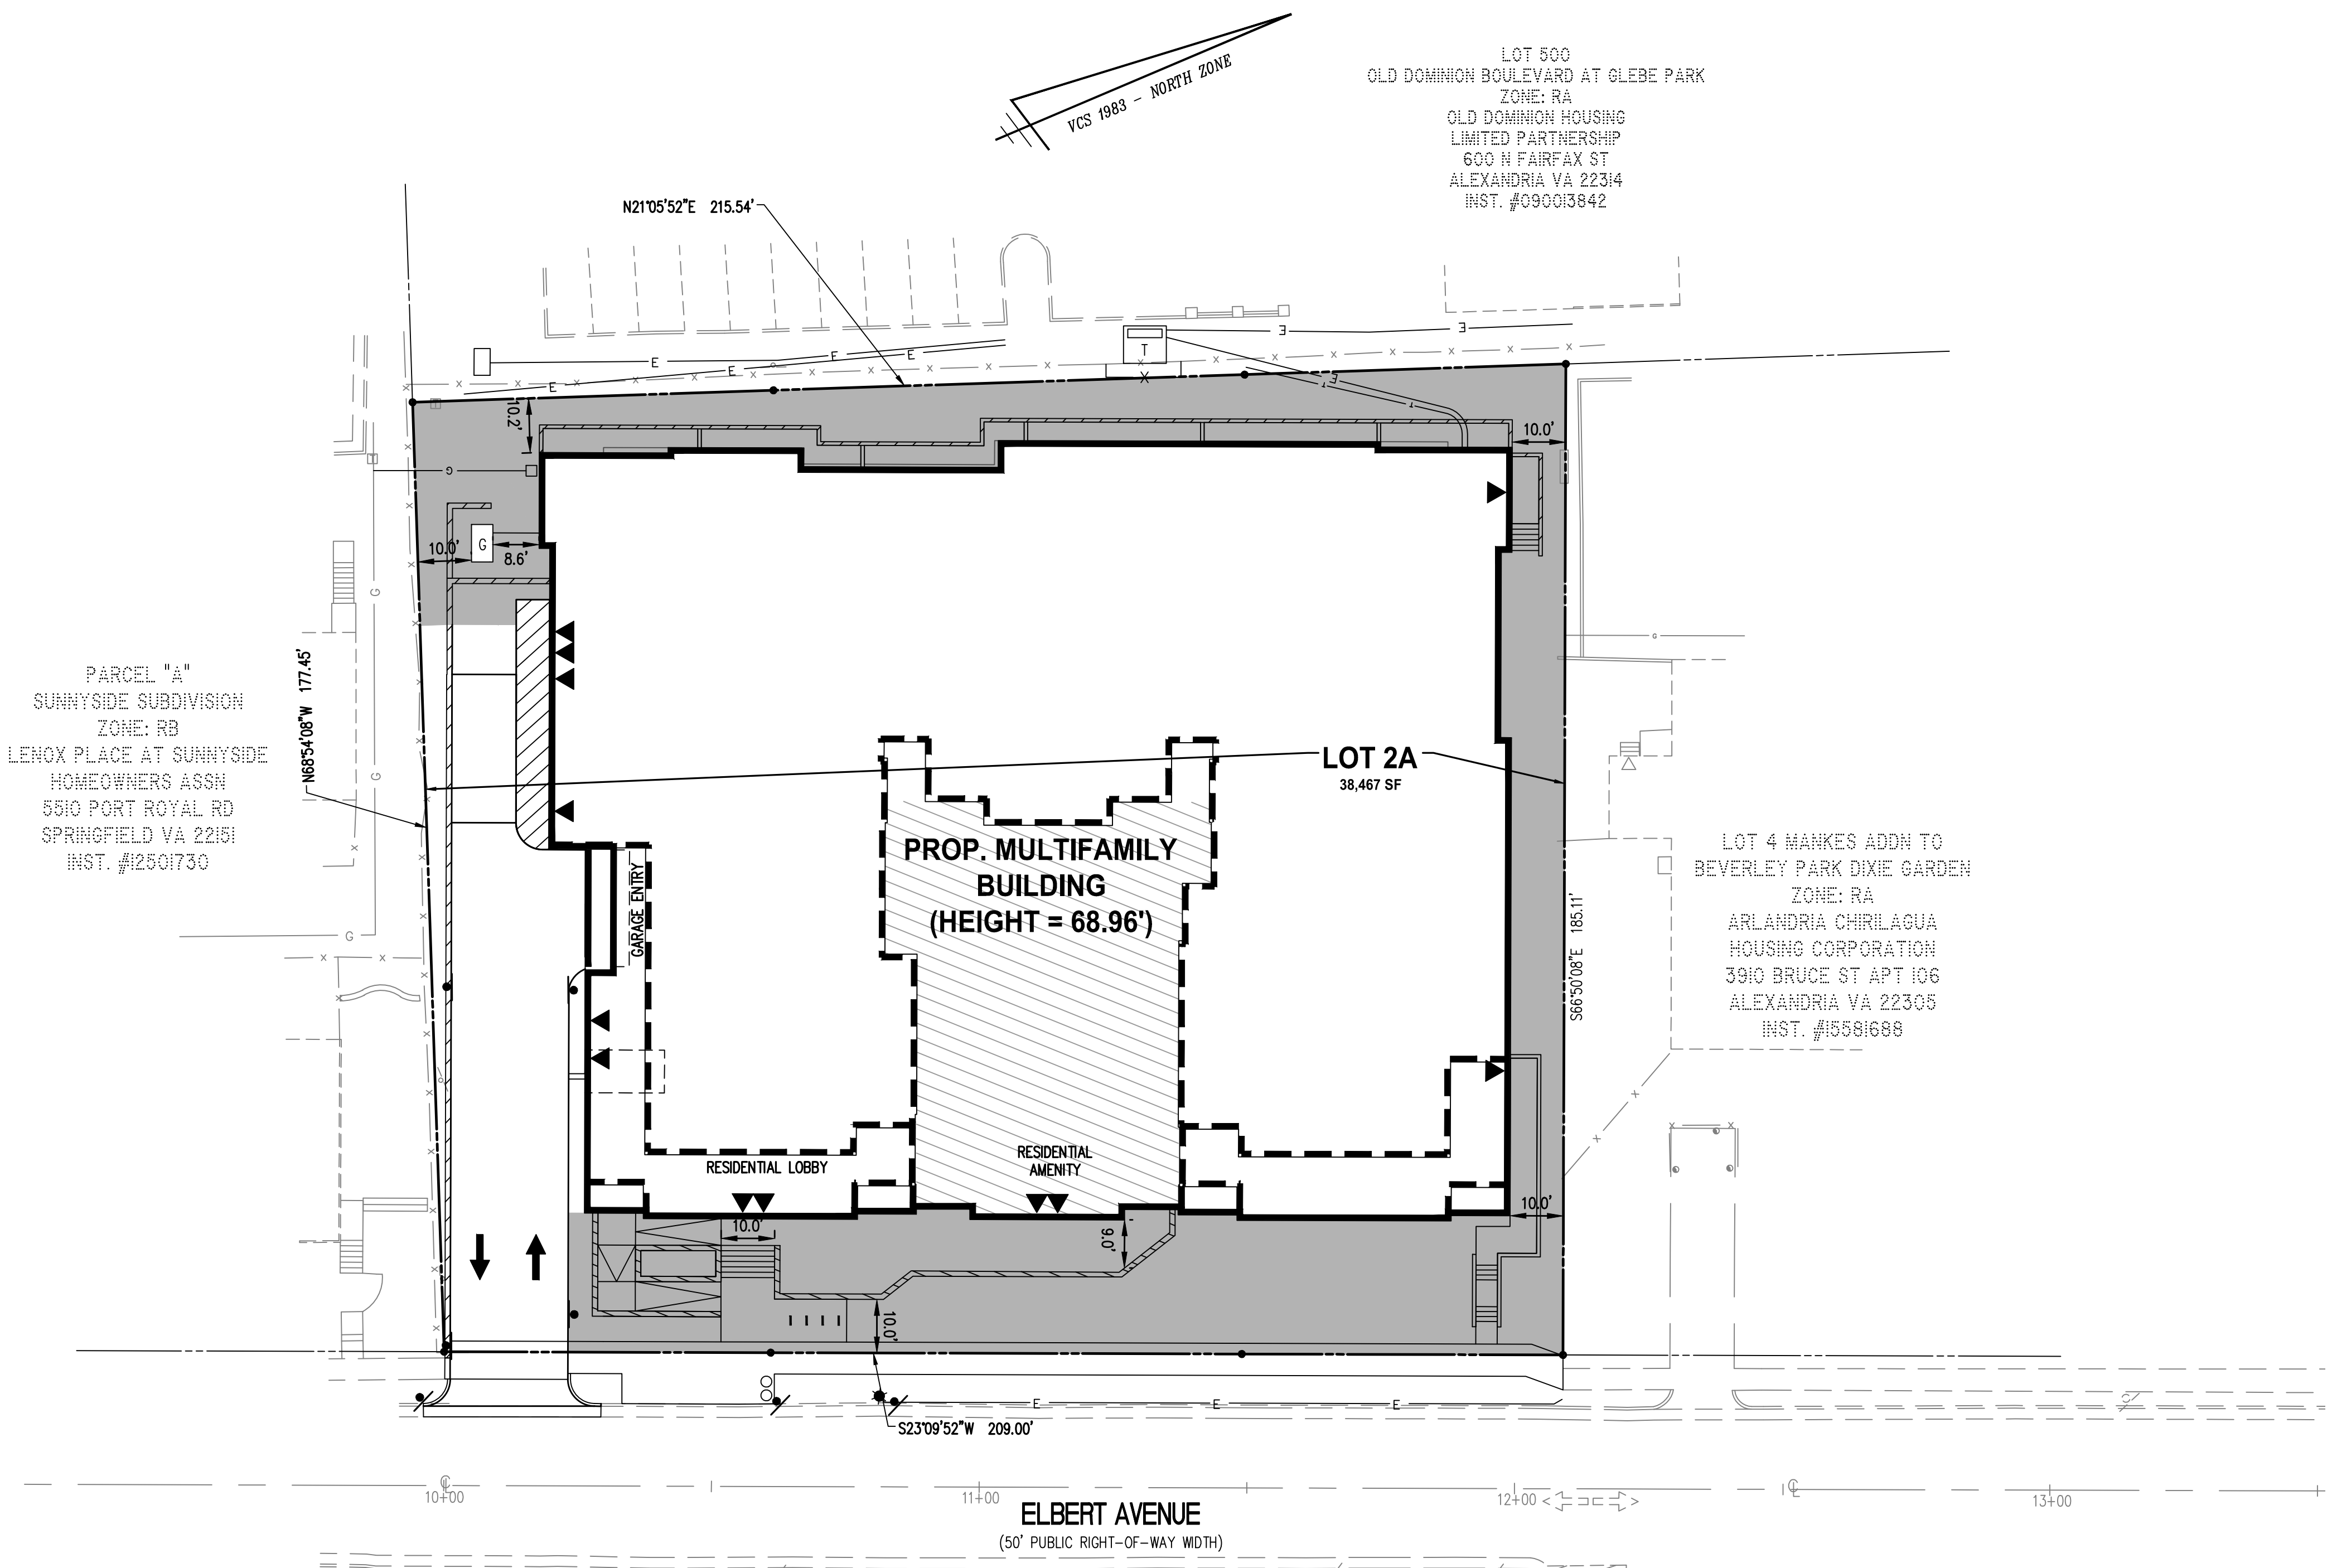 VCS 1983 - NORTH ZONE
LOT 500
OLD DOMINION BOULEVARD AT GLEBE PARK
ZONE: RA
OLD DOMINION HOUSING
LIMITED PARTNERSHIP
600 N FAIRFAX ST
ALEXANDRIA VA 22314
INST. #090013842
N21°05'52"E 215.54'
E
E
E
F
E
E
E
T
E
E
T
T
X
10.2'
10.0'
G
G
10.0'
8.6'
G
G
G
G
PARCEL "A"
SUNNYSIDE SUBDIVISION
ZONE: RB
LENOX PLACE AT SUNNYSIDE
HOMEOWNERS ASSN
5510 PORT ROYAL RD
SPRINGFIELD VA 22151
INST. #12501730
N68°54'08"W 177.45'
LOT 2A
38,467 SF
PROP. MULTIFAMILY
BUILDING
(HEIGHT = 68.96')
GARAGE ENTRY
S66°50'08"E 185.11'
LOT 4 MANKES ADDN TO
BEVERLEY PARK DIXIE GARDEN
ZONE: RA
ARLANDRIA CHIRILAGUA
HOUSING CORPORATION
3910 BRUCE ST APT 106
ALEXANDRIA VA 22305
INST. #15581688
RESIDENTIAL LOBBY
RESIDENTIAL
AMENITY
10.0'
9.0'
10.0'
10.0'
E
E
E
S23°09'52"W 209.00'
10+00
11+00
12+00
13+00
ELBERT AVENUE
(50' PUBLIC RIGHT-OF-WAY WIDTH)